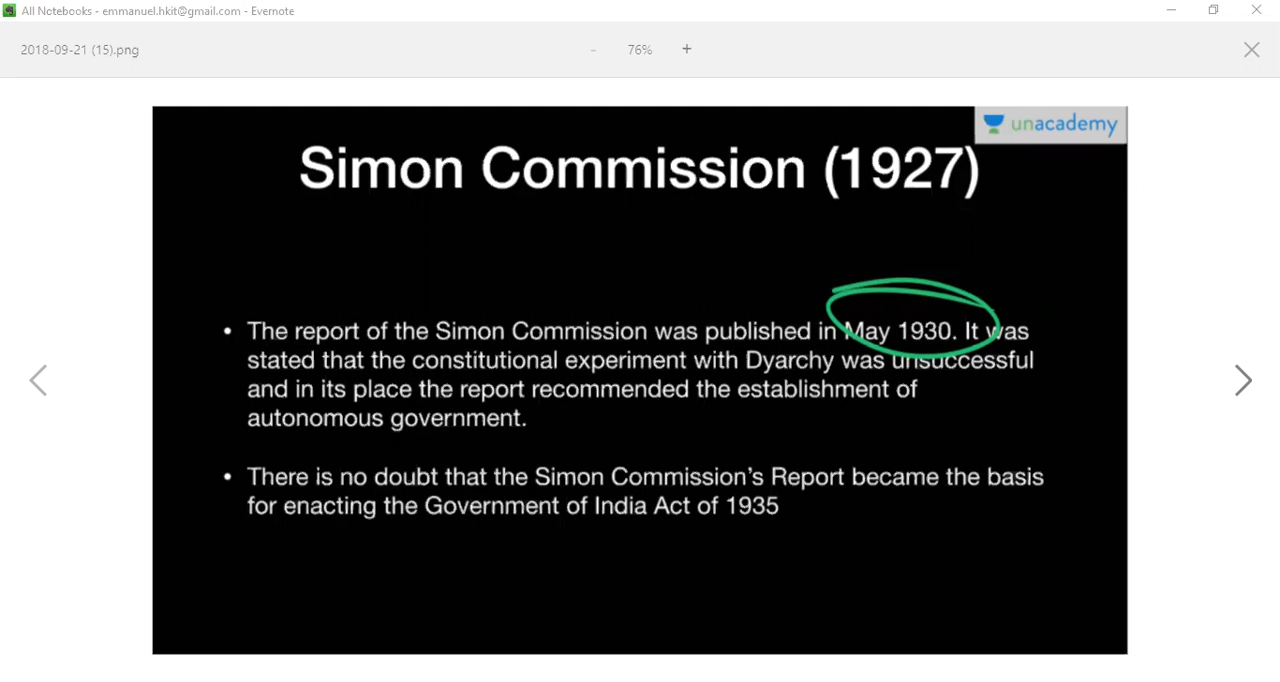 All Notebooks - emmanuel.hkit@gmail.com - Evernote
2018-09-21 (15).png
- 76% +
unacademy
Simon Commission (1927)
• The report of the Simon Commission was published in May 1930. It was
stated that the constitutional experiment with Dyarchy was unsuccessful
and in its place the report recommended the establishment of
autonomous government.
• There is no doubt that the Simon Commission's Report became the basis
for enacting the Government of India Act of 1935